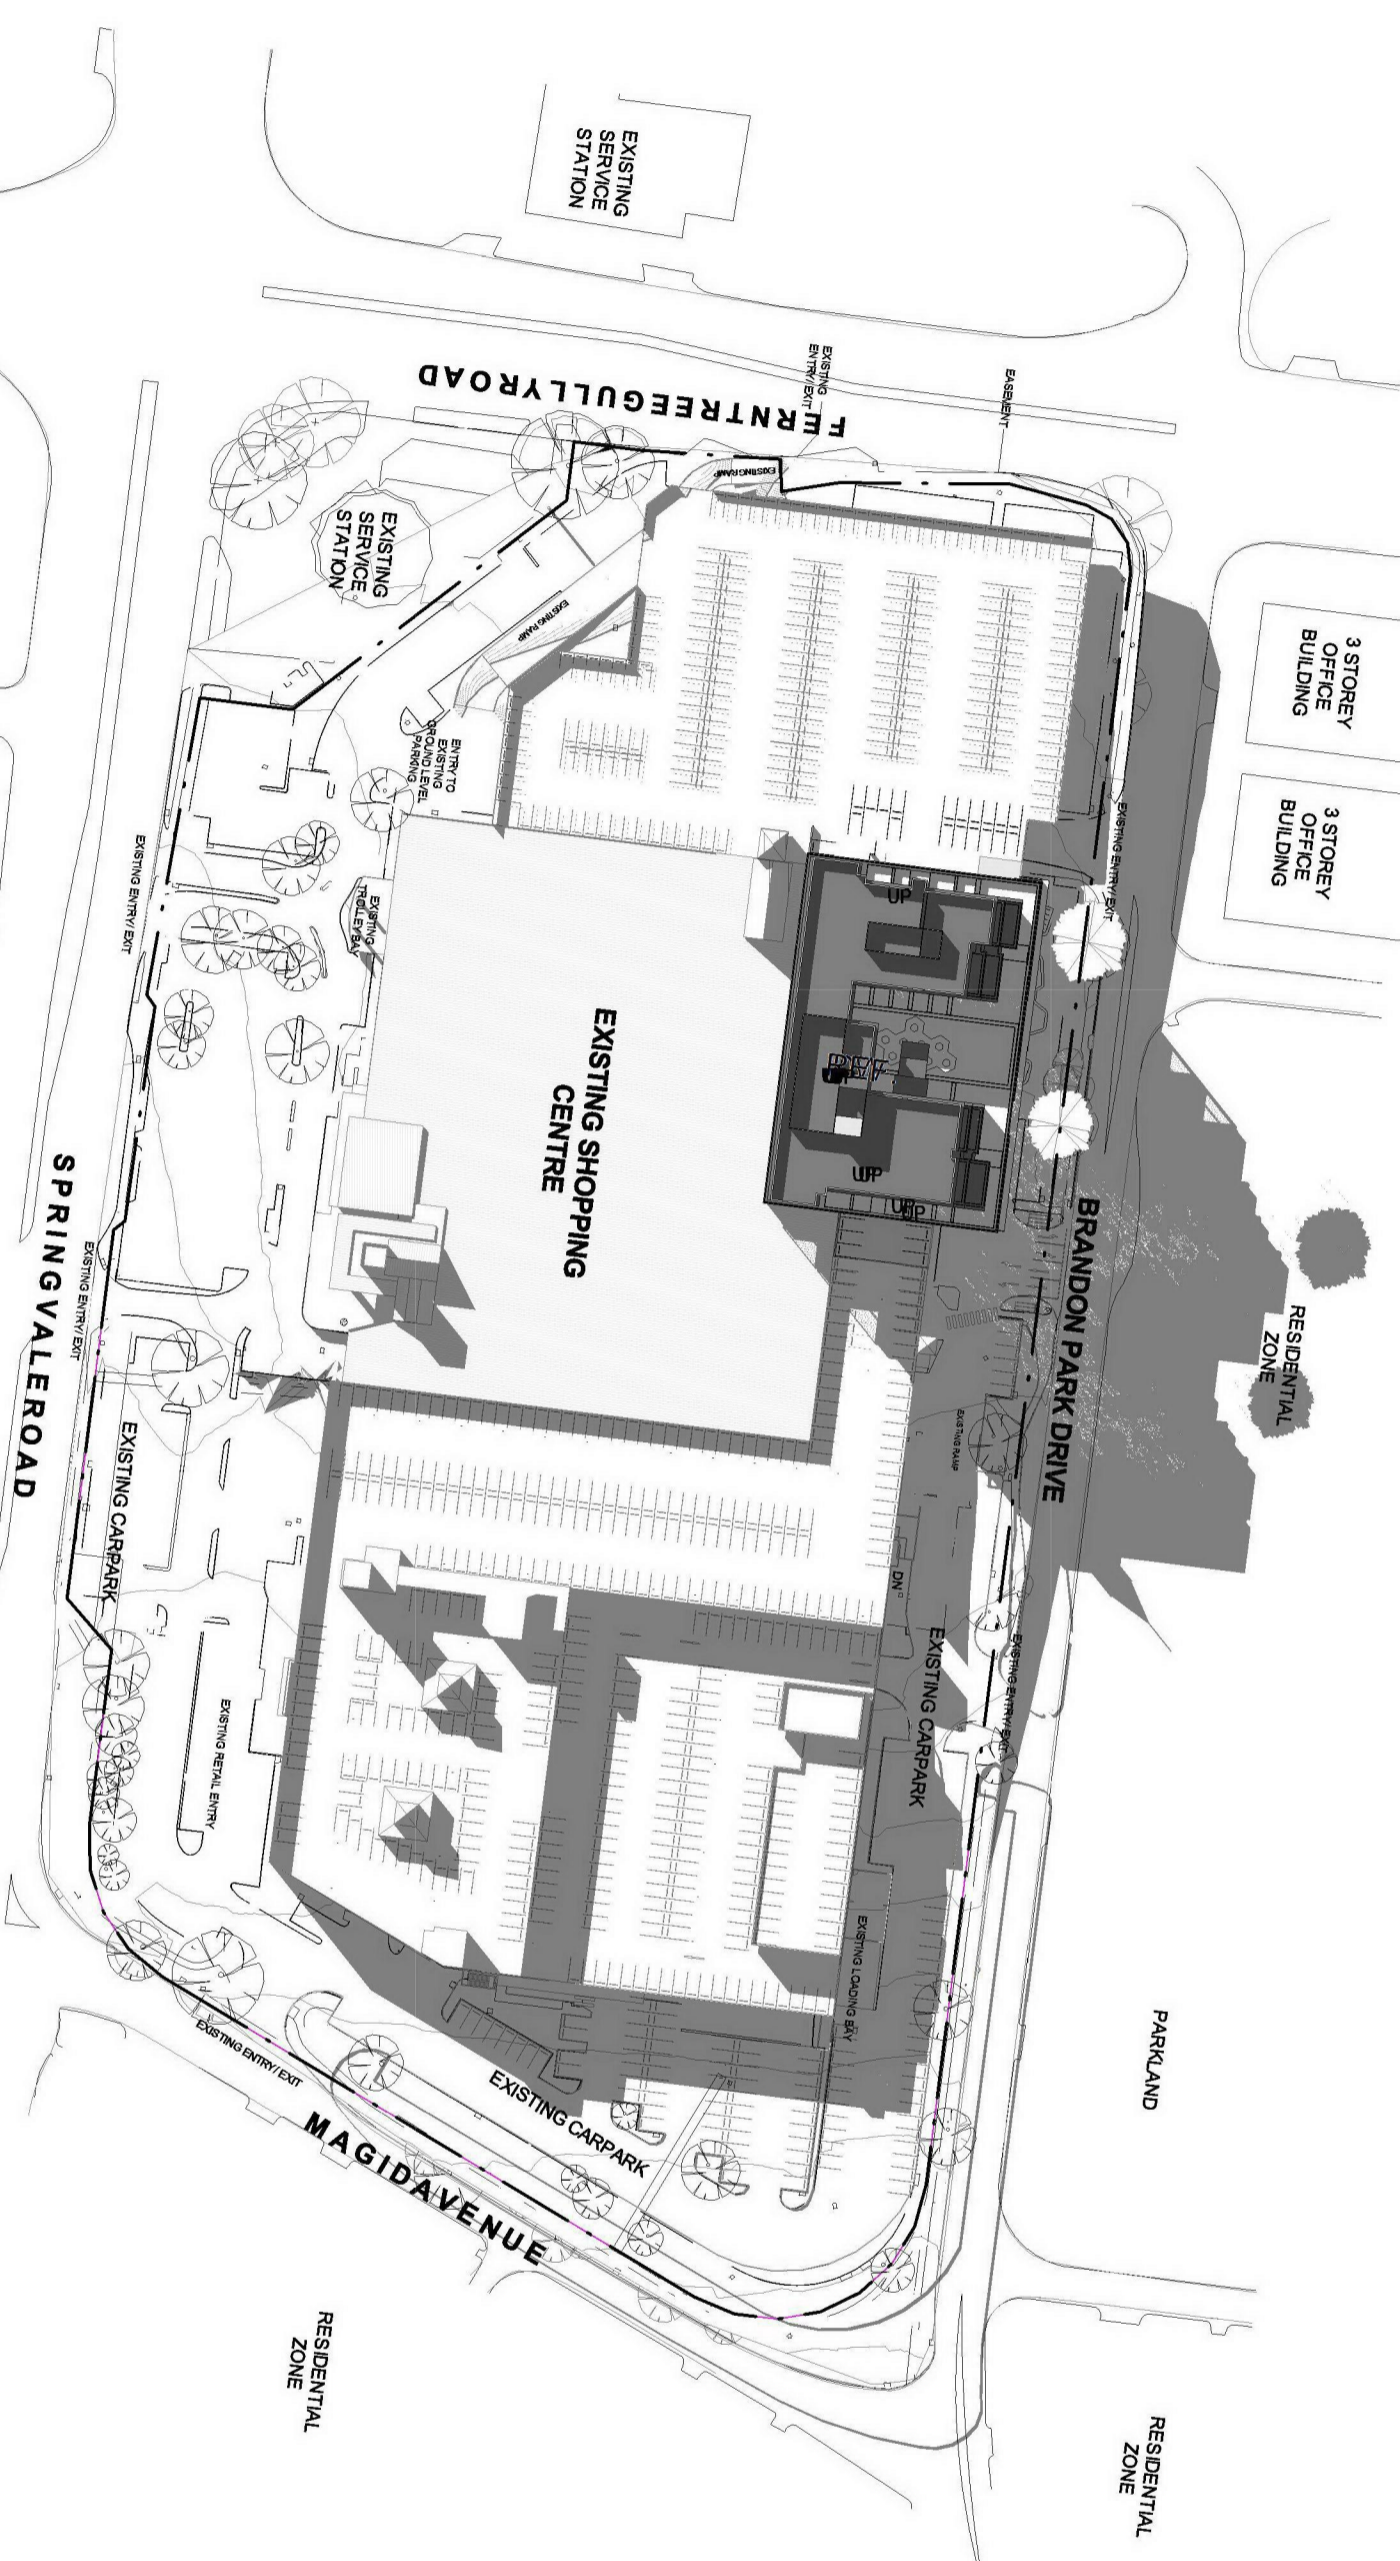 EXISTING
SERVICE
STATION
FERNTREEGULLYROAD
EXISTING
ENTRY/EXIT
EASEMENT
EXISTING RAMP
EXISTING
SERVICE
STATION
EXISTING RAMP
3 STOREY
OFFICE
BUILDING
ENTRY TO
EXISTING
GROUND LEVEL
PARKING
3 STOREY
OFFICE
BUILDING
EXISTING ENTRY/EXIT
EXISTING ENTRY/EXIT
EXISTING
TROLLEY BAY
UP
EXISTING SHOPPING
CENTRE
UP
UP
SPRINGVALEROAD
EXISTING ENTRY/EXIT
BRANDON PARK DRIVE
RESIDENTIAL
ZONE
EXISTING RAMP
EXISTING CARPARK
DN
EXISTING CARPARK
EXISTING ENTRY/EXIT
EXISTING RETAIL ENTRY
EXISTING LOADING BAY
EXISTING ENTRY/EXIT
EXISTING CARPARK
MAGIDAVENUE
PARKLAND
RESIDENTIAL
ZONE
RESIDENTIAL
ZONE